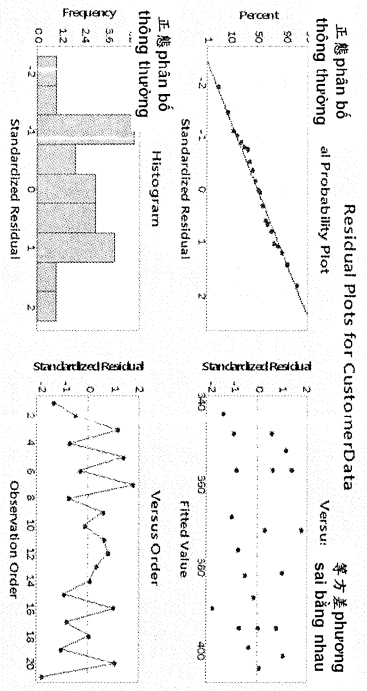 Residual Plots for CustomerData
正態 phân bố
thông thường
al Probability Plot
Percent
1
10
50
90
-2
-1
0
1
2
Standardized Residual
Versu:
等方差 phương
sai bằng nhau
Standardized Residual
-2
-1
0
1
2
340
360
380
400
Fitted Value
正態 phân bố
thông thường
Histogram
Frequency
0.0
1.2
2.4
3.6
-2
-1
0
1
2
Standardized Residual
Versus Order
Standardized Residual
-2
-1
0
1
2
2
4
6
8
10
12
14
16
18
20
Observation Order